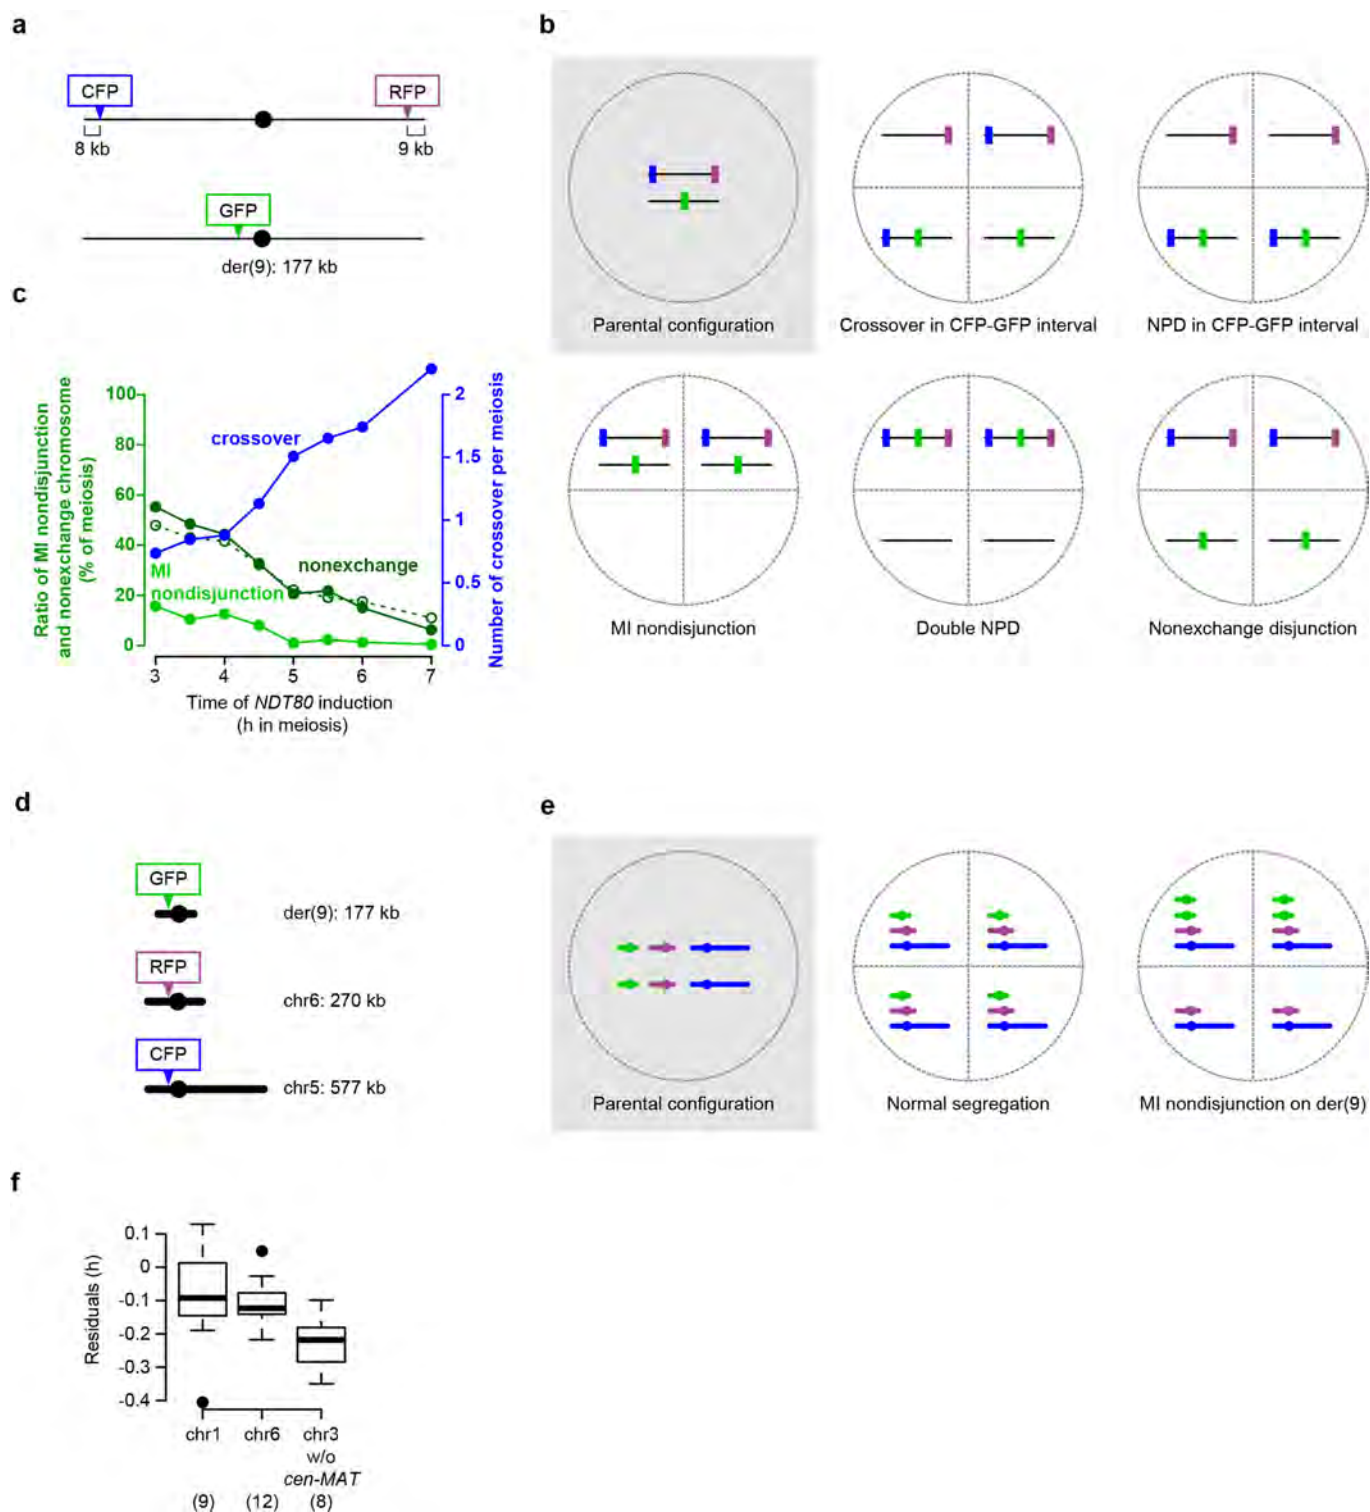 a
CFP
RFP
8 kb
9 kb
GFP
der(9): 177 kb
b
Parental configuration
Crossover in CFP-GFP interval
NPD in CFP-GFP interval
MI nondisjunction
Double NPD
Nonexchange disjunction
c
Ratio of MI nondisjunction
and nonexchange chromosome
(% of meiosis)
100
80
60
40
20
0
crossover
nonexchange
MI
nondisjunction
2
1.5
1
0.5
0
Number of crossover per meiosis
3
4
5
6
7
Time of NDT80 induction
(h in meiosis)
d
GFP
der(9): 177 kb
RFP
chr6: 270 kb
CFP
chr5: 577 kb
e
Parental configuration
Normal segregation
MI nondisjunction on der(9)
f
Residuals (h)
0.1
0
-0.1
-0.2
-0.3
-0.4
chr1
chr6
chr3
w/o
cen-MAT
(9)
(12)
(8)